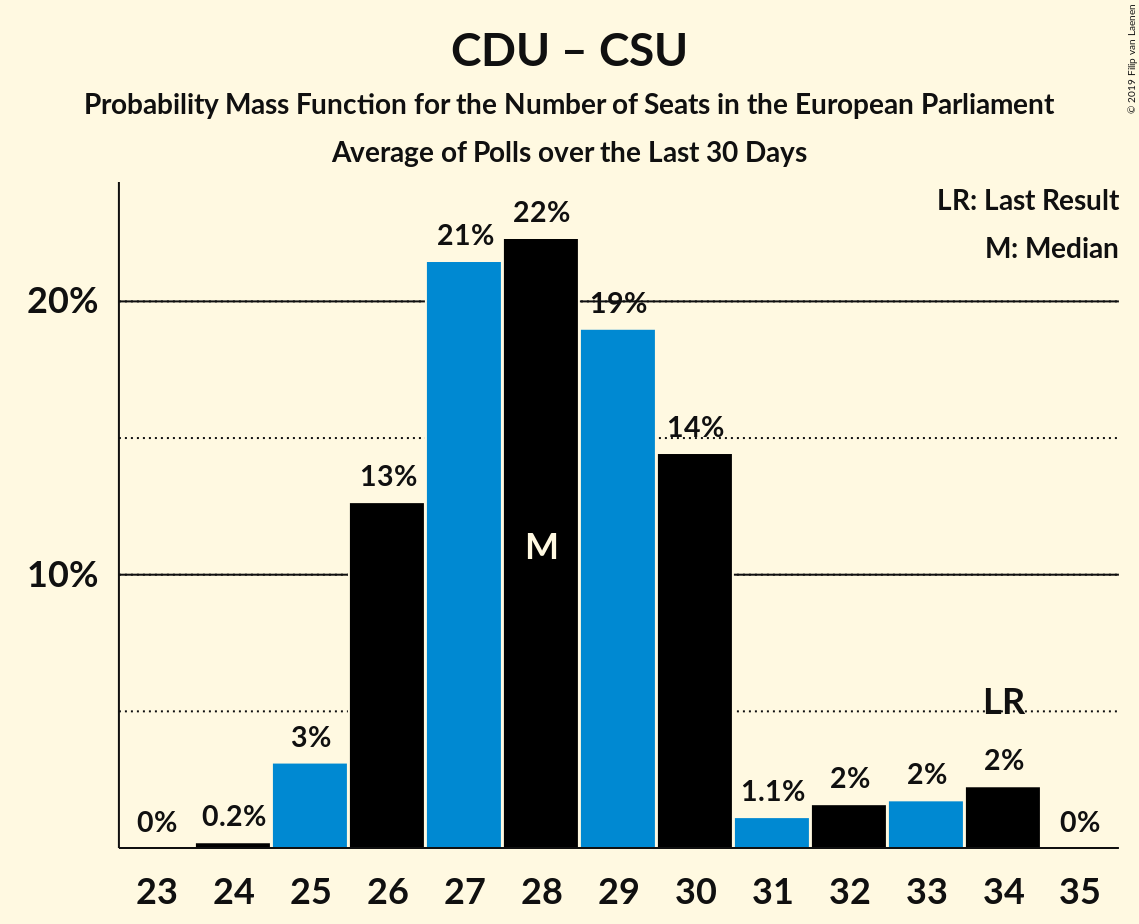 CDU – CSU
Probability Mass Function for the Number of Seats in the European Parliament
Average of Polls over the Last 30 Days
© 2019 Filip van Laenen
LR: Last Result
M: Median
20%
10%
0%
0.2%
3%
13%
21%
22%
19%
14%
1.1%
2%
2%
2%
0%
M
LR
23 24 25 26 27 28 29 30 31 32 33 34 35